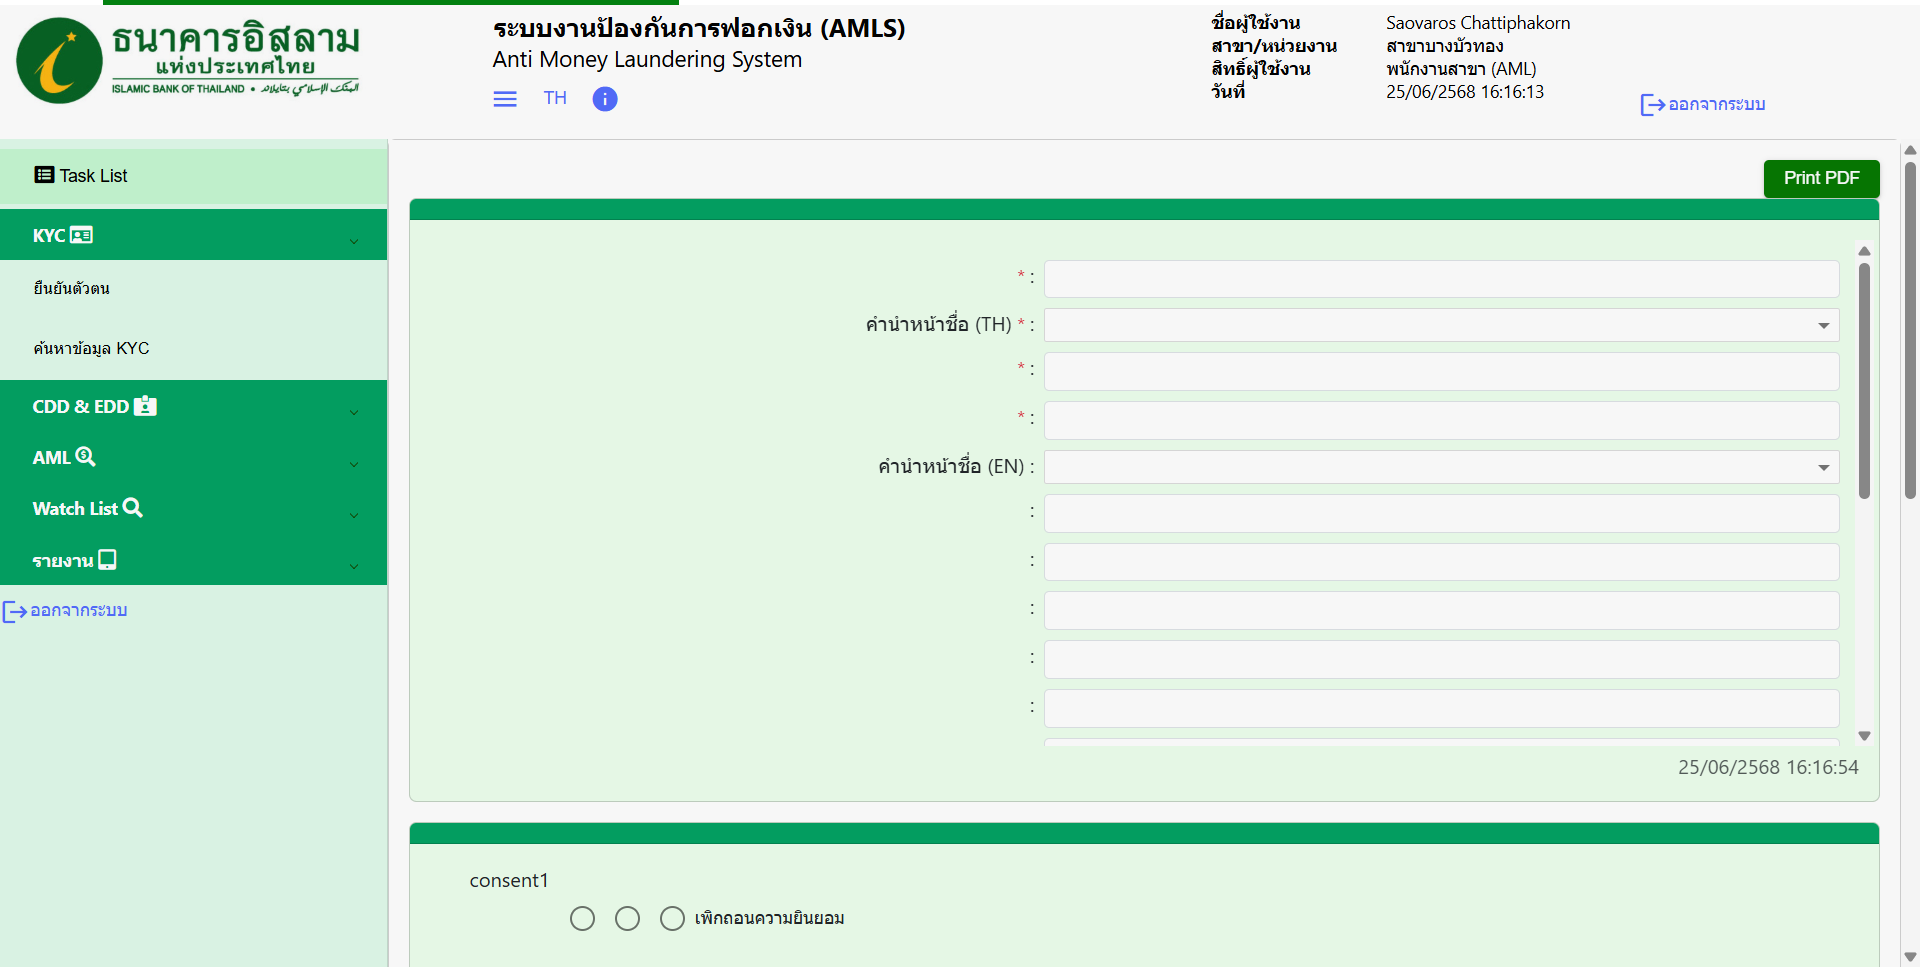 ธนาคารอิสลาม
แห่งประเทศไทย
ISLAMIC BANK OF THAILAND •
ระบบงานป้องกันการฟอกเงิน (AMLS)
Anti Money Laundering System
TH
ชื่อผู้ใช้งาน Saovaros Chattiphakorn
สาขา/หน่วยงาน สาขาบางบัวทอง
สิทธิ์ผู้ใช้งาน พนักงานสาขา (AML)
วันที่ 25/06/2568 16:16:13
ออกจากระบบ
Task List
KYC
ยืนยันตัวตน
ค้นหาข้อมูล KYC
CDD & EDD
AML
Watch List
รายงาน
ออกจากระบบ
Print PDF
* :
คำนำหน้าชื่อ (TH) * :
* :
* :
คำนำหน้าชื่อ (EN) :
:
:
:
:
:
25/06/2568 16:16:54
consent1
เพิกถอนความยินยอม